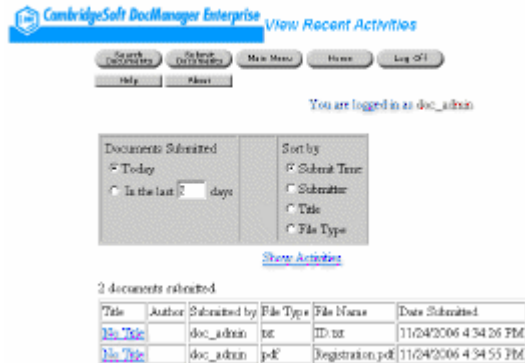 CambridgeSoft DocManager Enterprise
View Recent Activities
Search Documents Submit Documents Main Menu Home Log Off
Help About
You are logged in as doc_admin
Documents Submitted
Today
In the last 2 days
Sort by
Submit Time
Submitter
Title
File Type
Show Activities
2 documents submitted.
Title Author Submitted by File Type File Name Date Submitted
No Title doc_admin txt ID.txt 11/24/2006 4:34:26 PM
No Title doc_admin pdf Registration.pdf 11/24/2006 4:34:55 PM